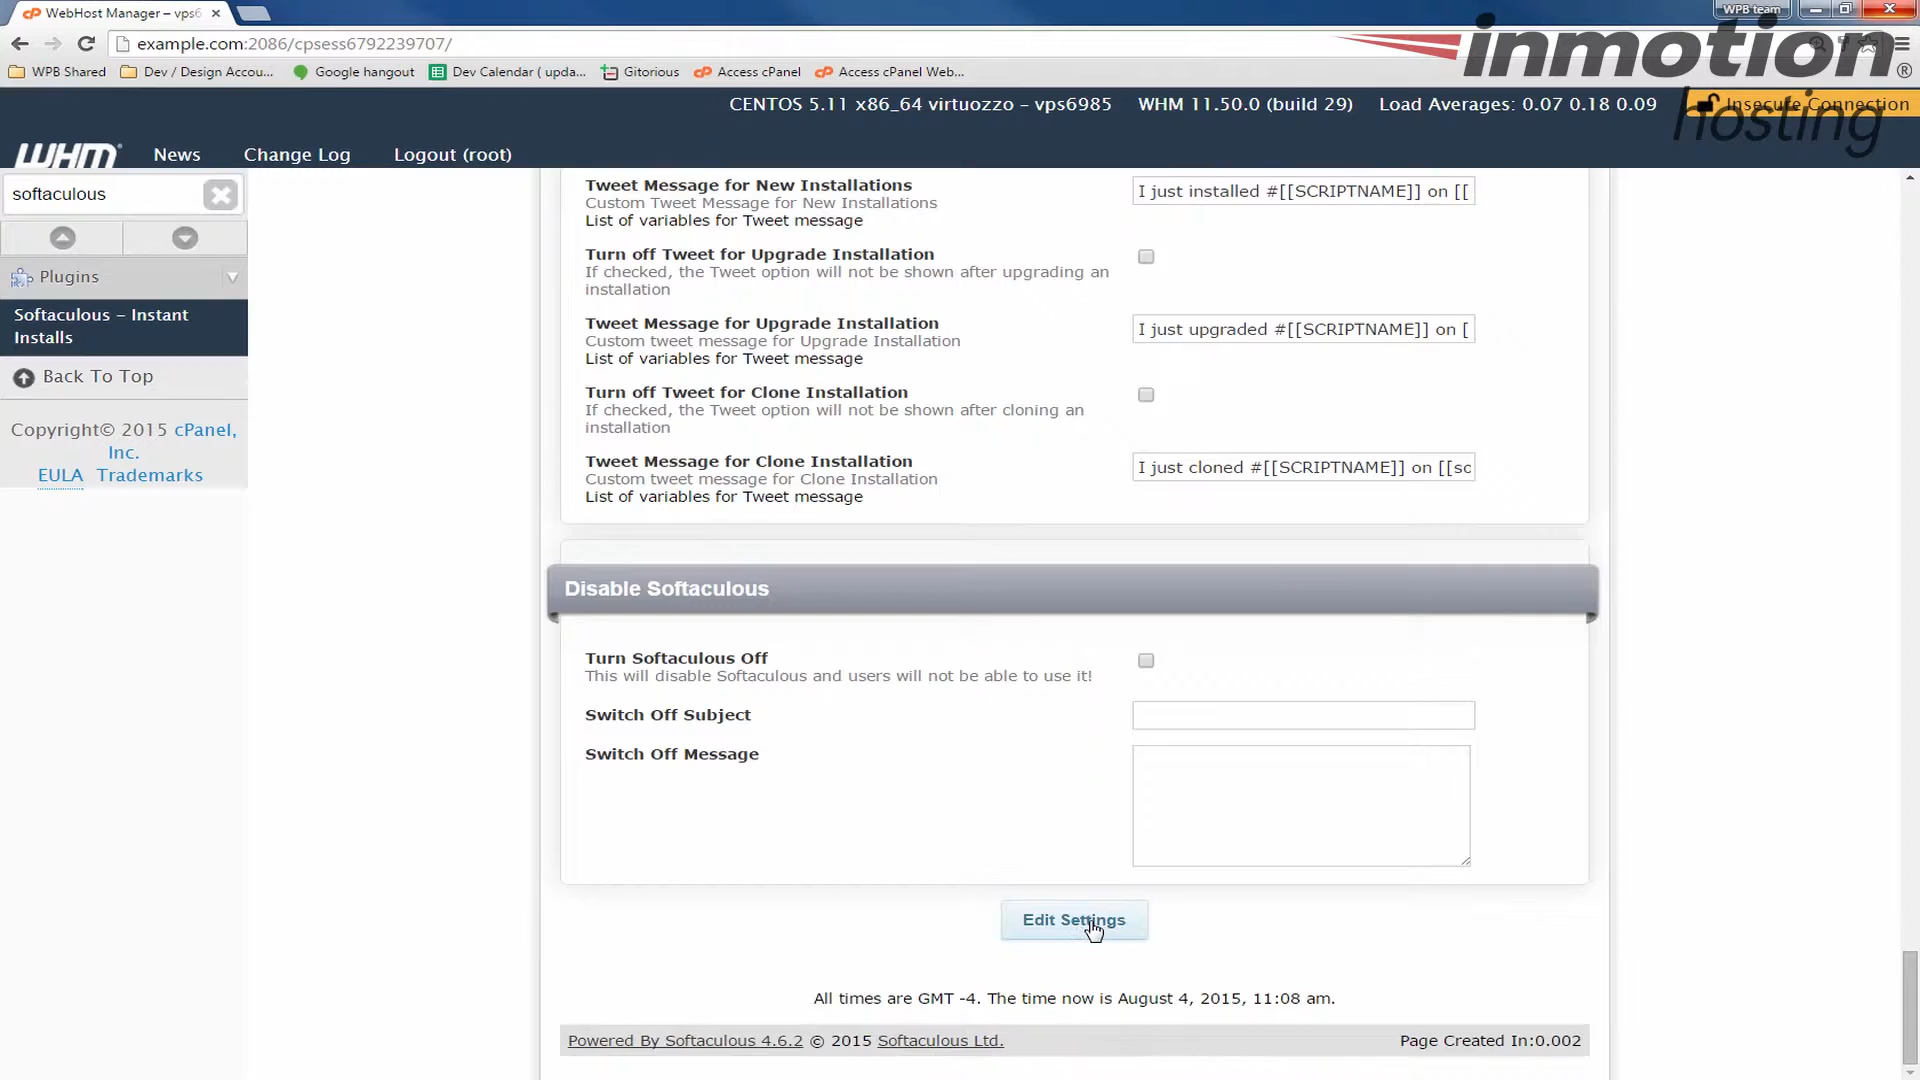 WebHost Manager – vps6
WPB team
example.com:2086/cpsess6792239707/
WPB Shared
Dev / Design Accou...
Google hangout
Dev Calendar ( upda...
Gitorious
Access cPanel
Access cPanel Web...
inmotion®
hosting
CENTOS 5.11 x86_64 virtuozzo – vps6985
WHM 11.50.0 (build 29)
Load Averages: 0.07 0.18 0.09
Insecure Connection
WHM
News
Change Log
Logout (root)
softaculous
Plugins
Softaculous – Instant
Installs
Back To Top
Copyright© 2015 cPanel,
Inc.
EULA Trademarks
Tweet Message for New Installations
Custom Tweet Message for New Installations
List of variables for Tweet message
I just installed #[[SCRIPTNAME]] on [[
Turn off Tweet for Upgrade Installation
If checked, the Tweet option will not be shown after upgrading an
installation
Tweet Message for Upgrade Installation
Custom tweet message for Upgrade Installation
List of variables for Tweet message
I just upgraded #[[SCRIPTNAME]] on [
Turn off Tweet for Clone Installation
If checked, the Tweet option will not be shown after cloning an
installation
Tweet Message for Clone Installation
Custom tweet message for Clone Installation
List of variables for Tweet message
I just cloned #[[SCRIPTNAME]] on [[sc
Disable Softaculous
Turn Softaculous Off
This will disable Softaculous and users will not be able to use it!
Switch Off Subject
Switch Off Message
Edit Settings
All times are GMT -4. The time now is August 4, 2015, 11:08 am.
Powered By Softaculous 4.6.2 © 2015 Softaculous Ltd.
Page Created In:0.002